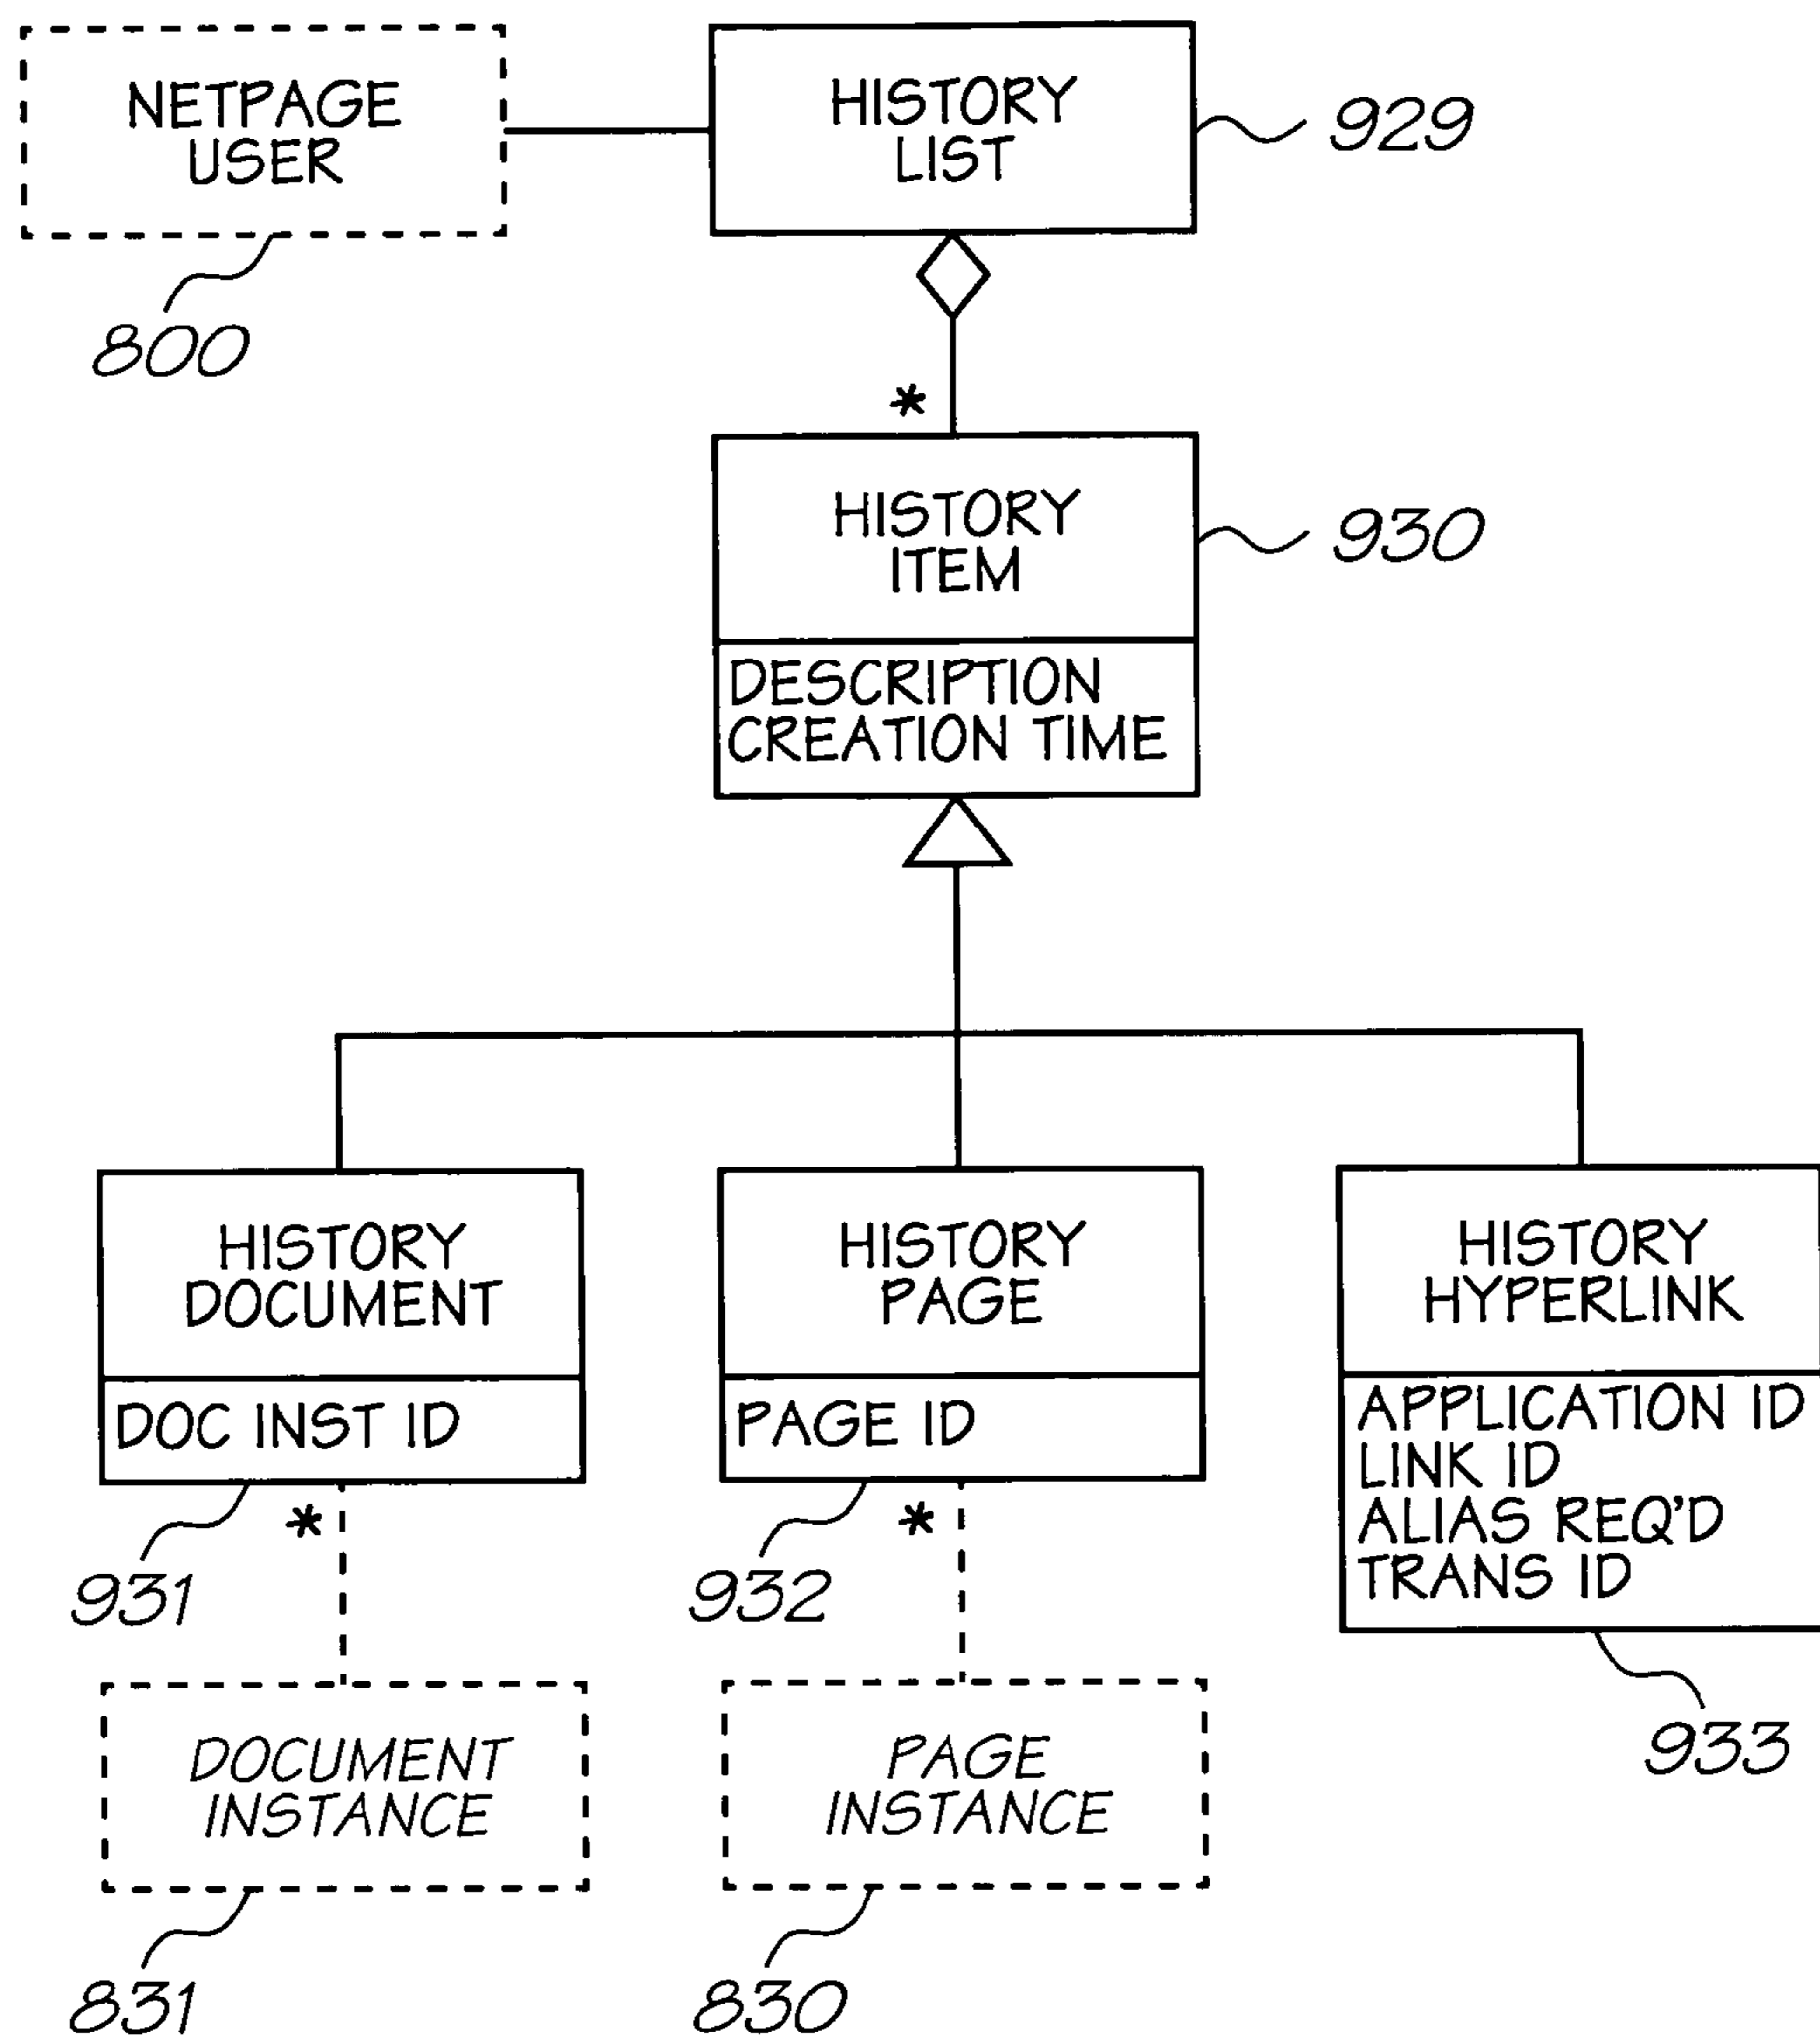 NETPAGE
USER
800
HISTORY
LIST
929
*
HISTORY
ITEM
930
DESCRIPTION
CREATION TIME
HISTORY
DOCUMENT
DOC INST ID
931
*
HISTORY
PAGE
PAGE ID
932
*
HISTORY
HYPERLINK
APPLICATION ID
LINK ID
ALIAS REQ'D
TRANS ID
933
DOCUMENT
INSTANCE
831
PAGE
INSTANCE
830